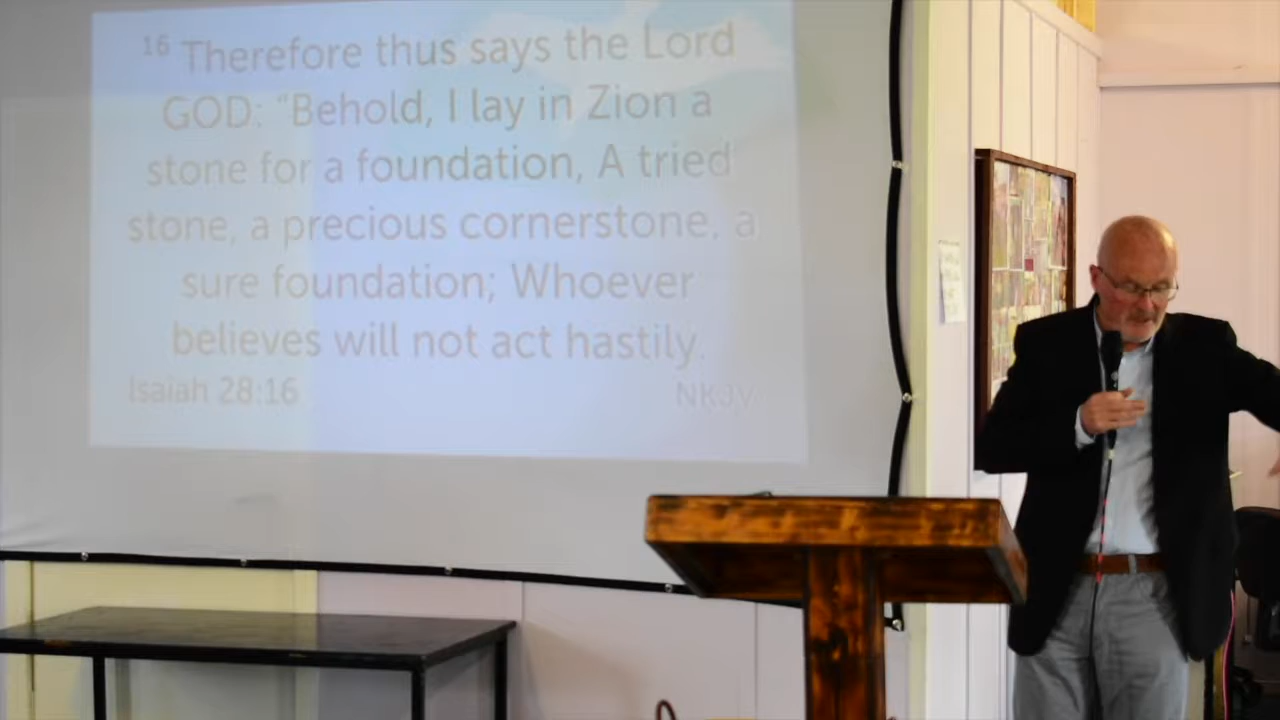 16 Therefore thus says the Lord
GOD: “Behold, I lay in Zion a
stone for a foundation, A tried
stone, a precious cornerstone, a
sure foundation; Whoever
believes will not act hastily.
Isaiah 28:16 NKJV